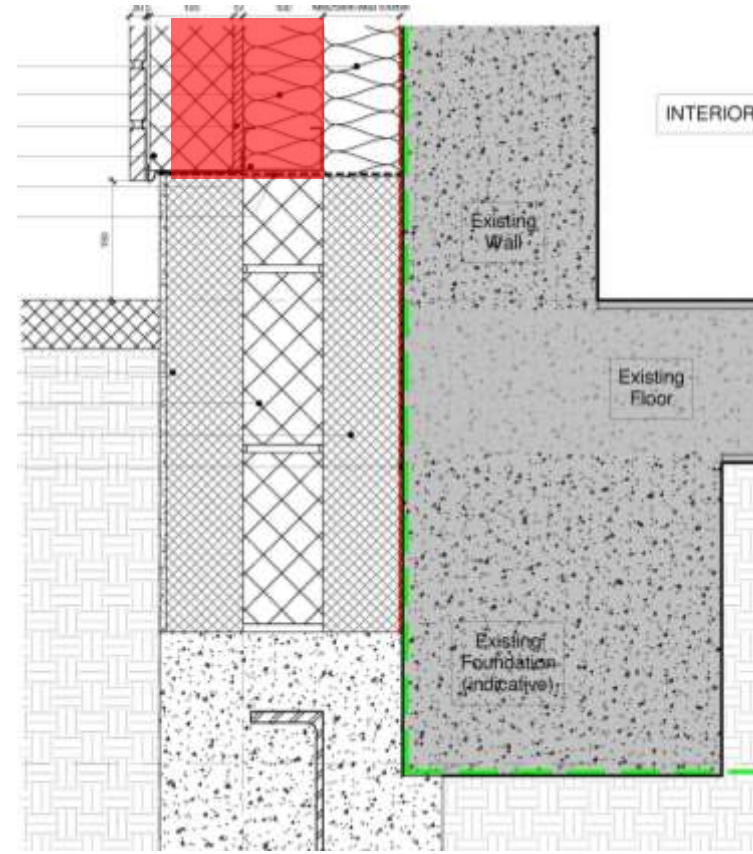 INTERIOR
Existing
Wall
Existing
Floor
Existing
Foundation
(indicative)